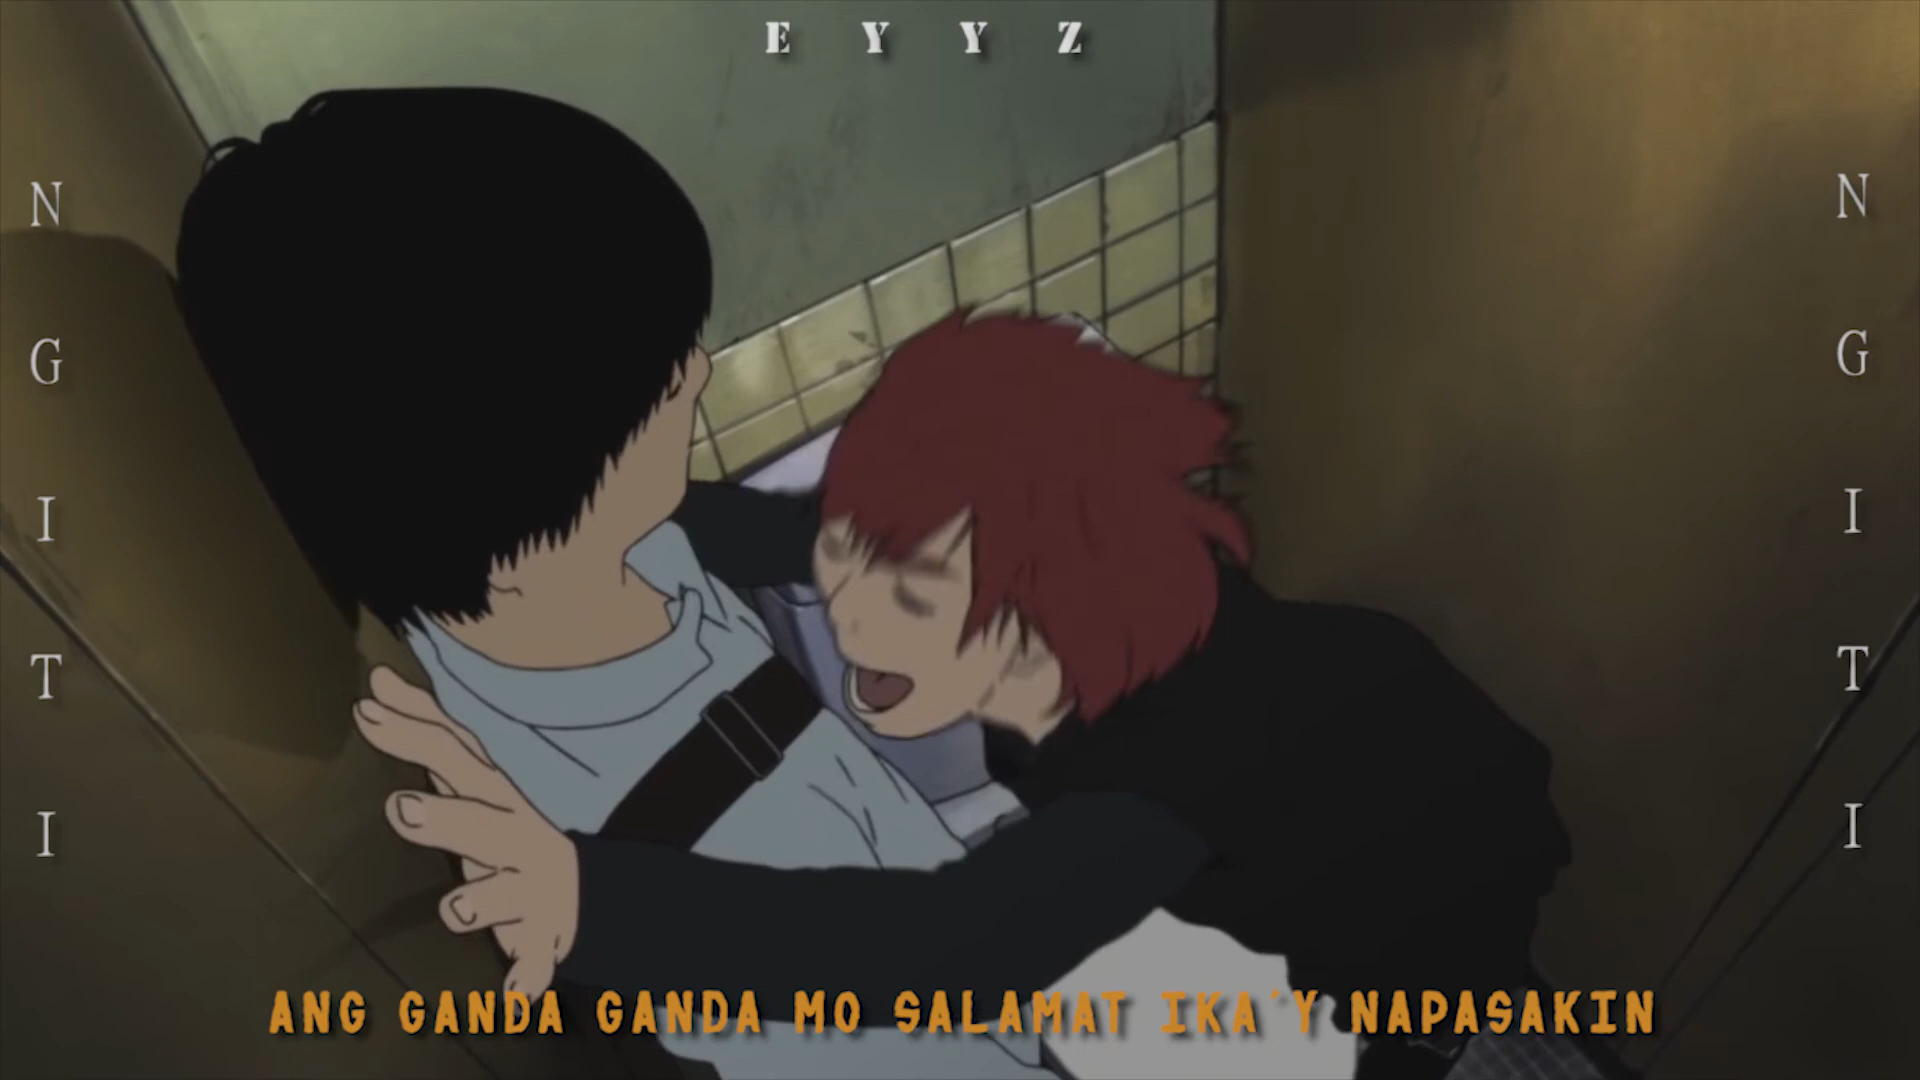 E Y Y Z
N G I T I
N G I T I
ANG GANDA GANDA MO SALAMAT IKA'Y NAPASAKIN